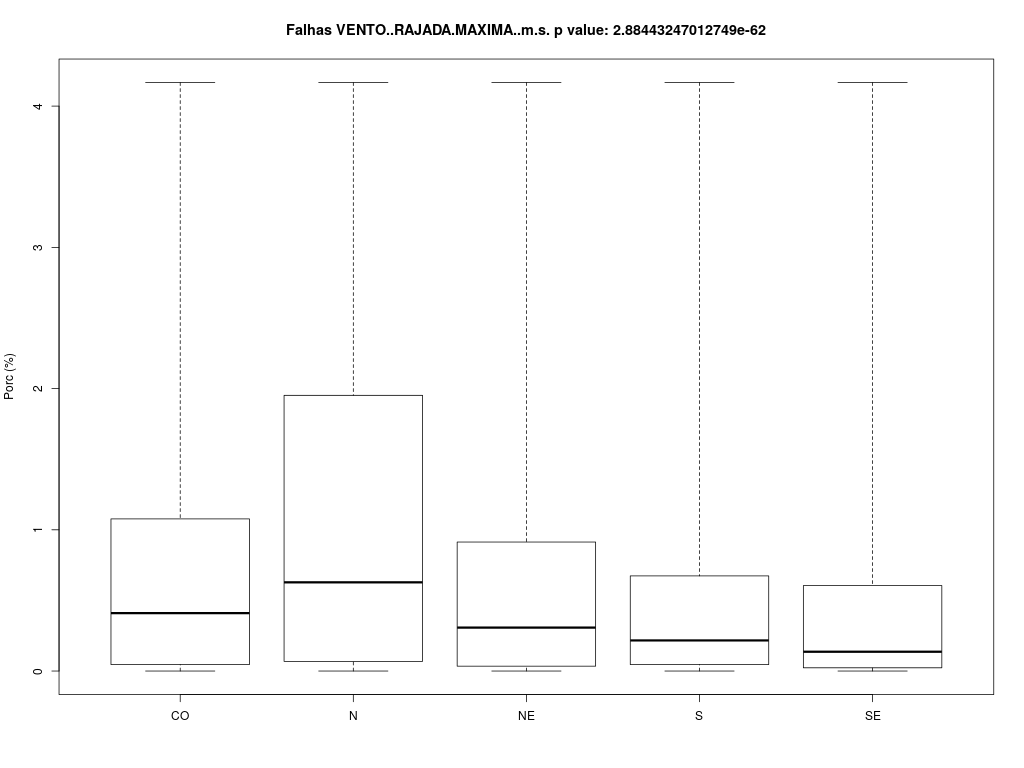 Falhas VENTO..RAJADA.MAXIMA..m.s. p value: 2.88443247012749e-62
Porc (%)
4
3
2
1
0
CO N NE S SE